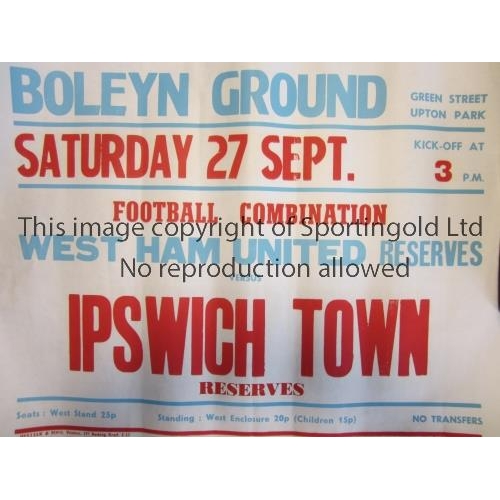 BOLEYN GROUND
GREEN STREET
UPTON PARK
SATURDAY 27 SEPT.
KICK-OFF AT
3 P.M.
FOOTBALL COMBINATION
This image copyright of Sportingold Ltd
WEST HAM UNITED RESERVES
No reproduction allowed
VERSUS
IPSWICH TOWN
RESERVES
Seats : West Stand 25p
Standing : West Enclosure 20p (Children 15p)
NO TRANSFERS